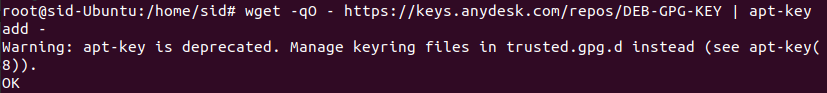 root@sid-Ubuntu:/home/sid# wget -qO - https://keys.anydesk.com/repos/DEB-GPG-KEY | apt-key
add -
Warning: apt-key is deprecated. Manage keyring files in trusted.gpg.d instead (see apt-key(
8)).
OK